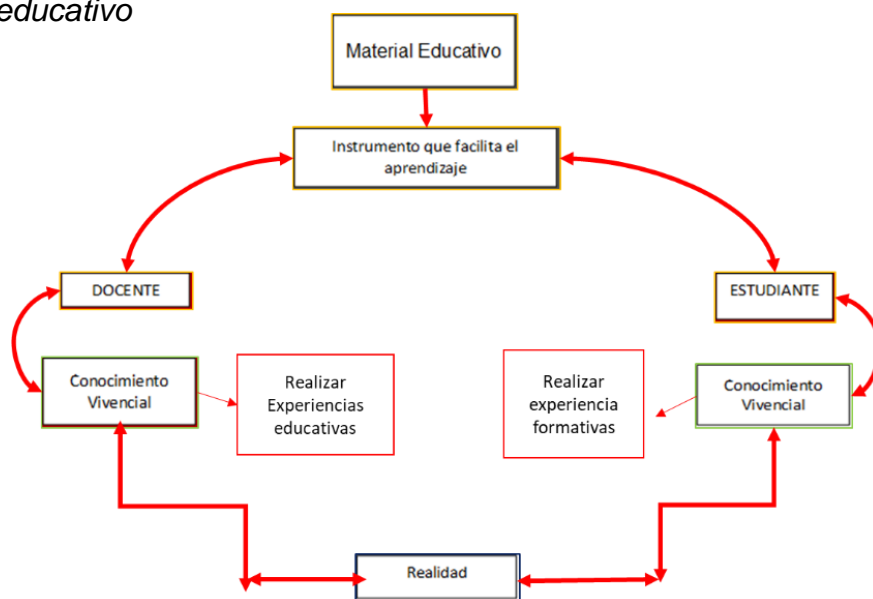 educativo
Material Educativo
Instrumento que facilita el
aprendizaje
DOCENTE
ESTUDIANTE
Conocimiento
Vivencial
Realizar
Experiencias
educativas
Realizar
experiencia
formativas
Conocimiento
Vivencial
Realidad